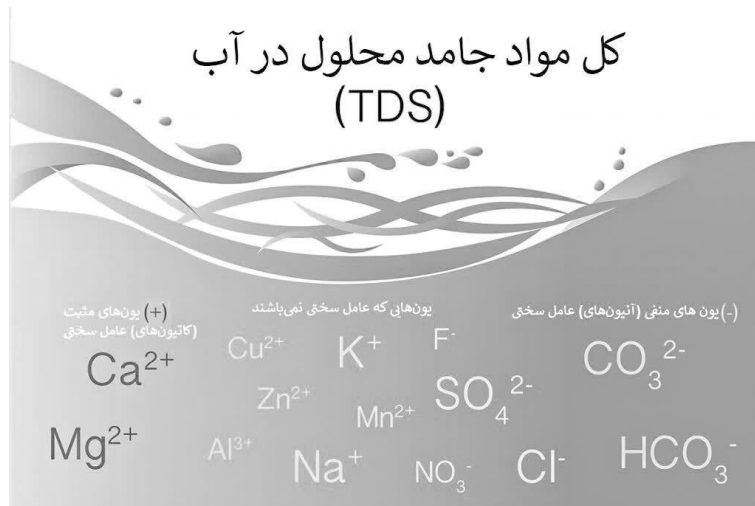 کل مواد جامد محلول در آب
(TDS)
(-) یون های منفی (آنیون‌های) عامل سختی
یون‌هایی که عامل سختی نمی‌باشند
(+) یون‌های مثبت
(کاتیون‌های) عامل سختی
Ca²⁺
Cu²⁺
K⁺
F⁻
CO₃²⁻
Zn²⁺
Mn²⁺
SO₄²⁻
Mg²⁺
Al³⁺
Na⁺
NO₃⁻
Cl⁻
HCO₃⁻